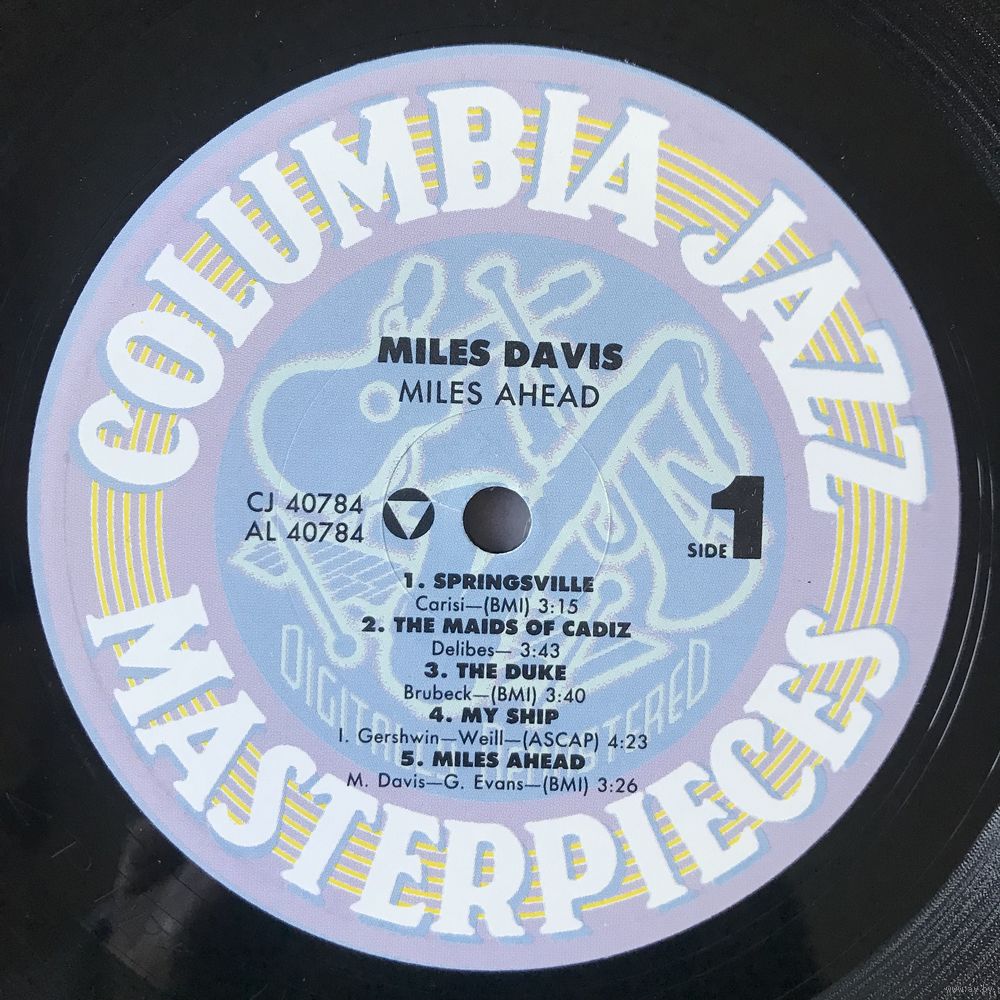 COLUMBIA JAZZ
MILES DAVIS
MILES AHEAD
CJ 40784
AL 40784
SIDE 1
1. SPRINGSVILLE
Carisi—(BMI) 3:15
2. THE MAIDS OF CADIZ
Delibes— 3:43
3. THE DUKE
Brubeck—(BMI) 3:40
4. MY SHIP
I. Gershwin—Weill—(ASCAP) 4:23
5. MILES AHEAD
M. Davis—G. Evans—(BMI) 3:26
DIGITALLY REMASTERED
MASTERPIECES